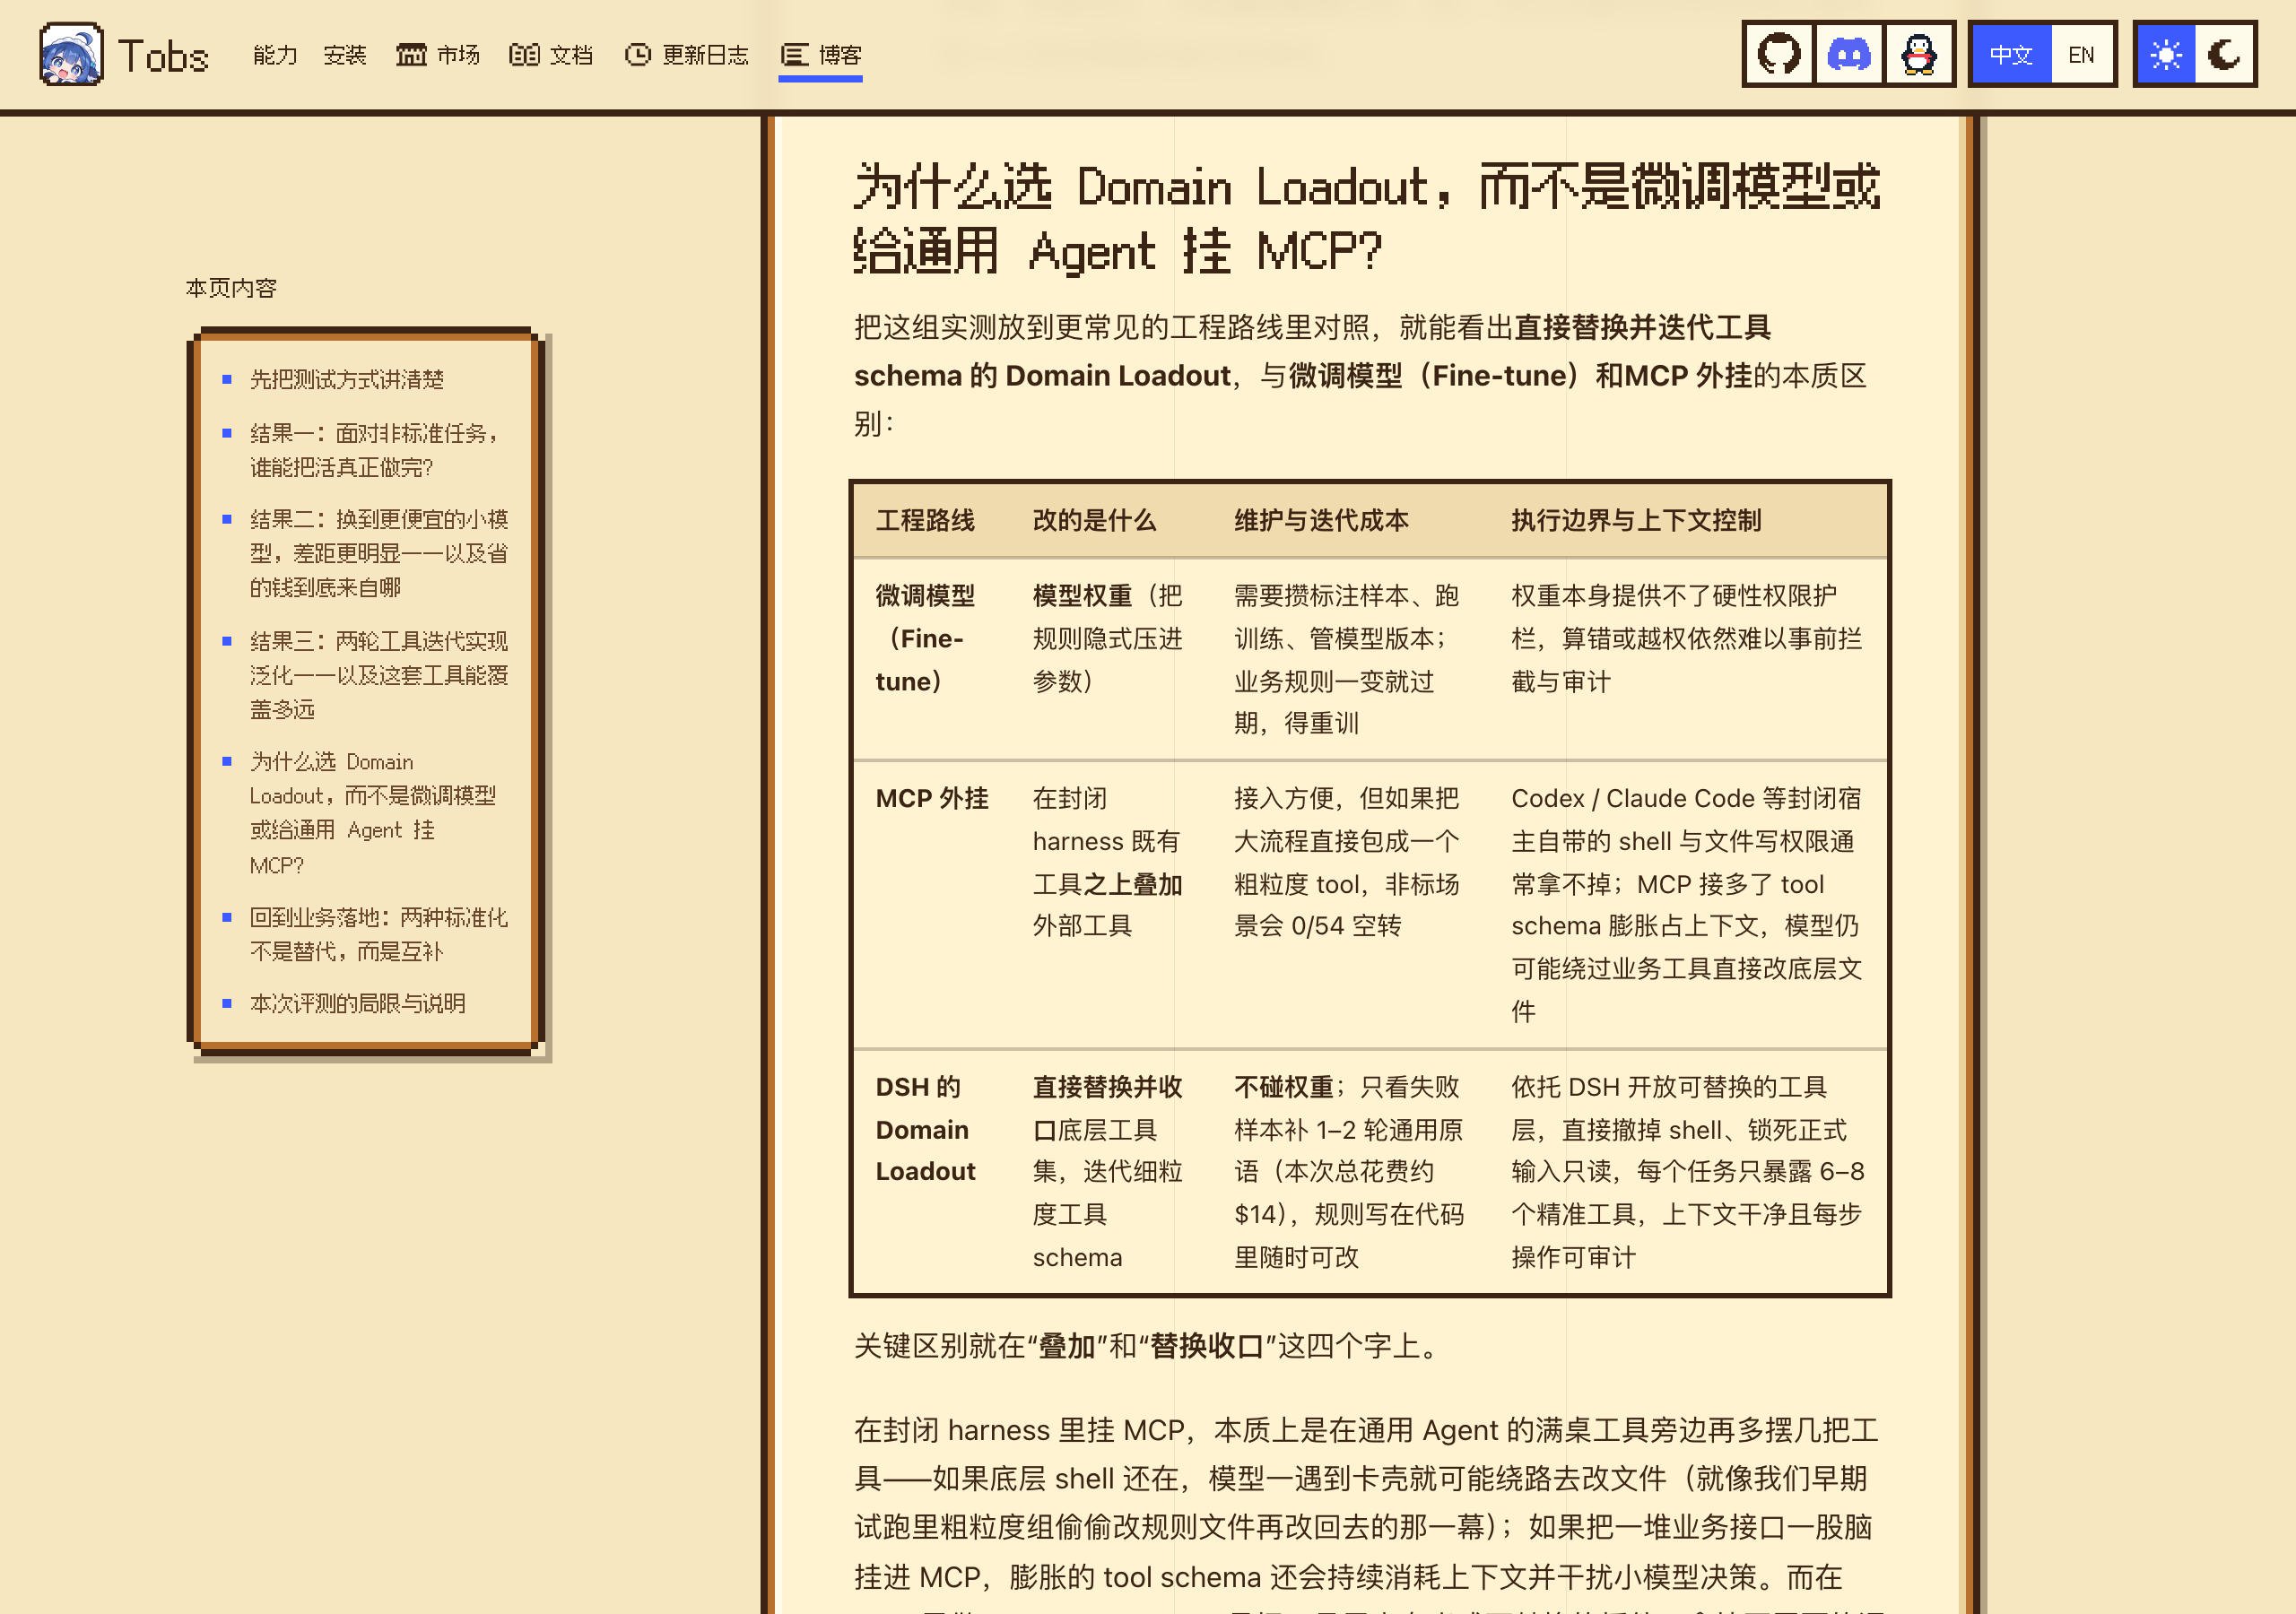 Tobs 能力 安装 市场 文档 更新日志 博客 中文 EN
本页内容
先把测试方式讲清楚
结果一：面对非标准任务，
谁能把活真正做完？
结果二：换到更便宜的小模
型，差距更明显——以及省
的钱到底来自哪
结果三：两轮工具迭代实现
泛化——以及这套工具能覆
盖多远
为什么选 Domain
Loadout，而不是微调模型
或给通用 Agent 挂
MCP？
回到业务落地：两种标准化
不是替代，而是互补
本次评测的局限与说明
为什么选 Domain Loadout，而不是微调模型或
给通用 Agent 挂 MCP？
把这组实测放到更常见的工程路线里对照，就能看出直接替换并迭代工具
schema 的 Domain Loadout，与微调模型（Fine-tune）和MCP 外挂的本质区
别：
工程路线 改的是什么 维护与迭代成本 执行边界与上下文控制
微调模型
（Fine-
tune）
模型权重（把
规则隐式压进
参数）
需要攒标注样本、跑
训练、管模型版本；
业务规则一变就过
期，得重训
权重本身提供不了硬性权限护
栏，算错或越权依然难以事前拦
截与审计
MCP 外挂
在封闭
harness 既有
工具之上叠加
外部工具
接入方便，但如果把
大流程直接包成一个
粗粒度 tool，非标场
景会 0/54 空转
Codex / Claude Code 等封闭宿
主自带的 shell 与文件写权限通
常拿不掉；MCP 接多了 tool
schema 膨胀占上下文，模型仍
可能绕过业务工具直接改底层文
件
DSH 的
Domain
Loadout
直接替换并收
口底层工具
集，迭代细粒
度工具
schema
不碰权重；只看失败
样本补 1–2 轮通用原
语（本次总花费约
$14），规则写在代码
里随时可改
依托 DSH 开放可替换的工具
层，直接撤掉 shell、锁死正式
输入只读，每个任务只暴露 6–8
个精准工具，上下文干净且每步
操作可审计
关键区别就在“叠加”和“替换收口”这四个字上。
在封闭 harness 里挂 MCP，本质上是在通用 Agent 的满桌工具旁边再多摆几把工
具——如果底层 shell 还在，模型一遇到卡壳就可能绕路去改文件（就像我们早期
试跑里粗粒度组偷偷改规则文件再改回去的那一幕）；如果把一堆业务接口一股脑
挂进 MCP，膨胀的 tool schema 还会持续消耗上下文并干扰小模型决策。而在